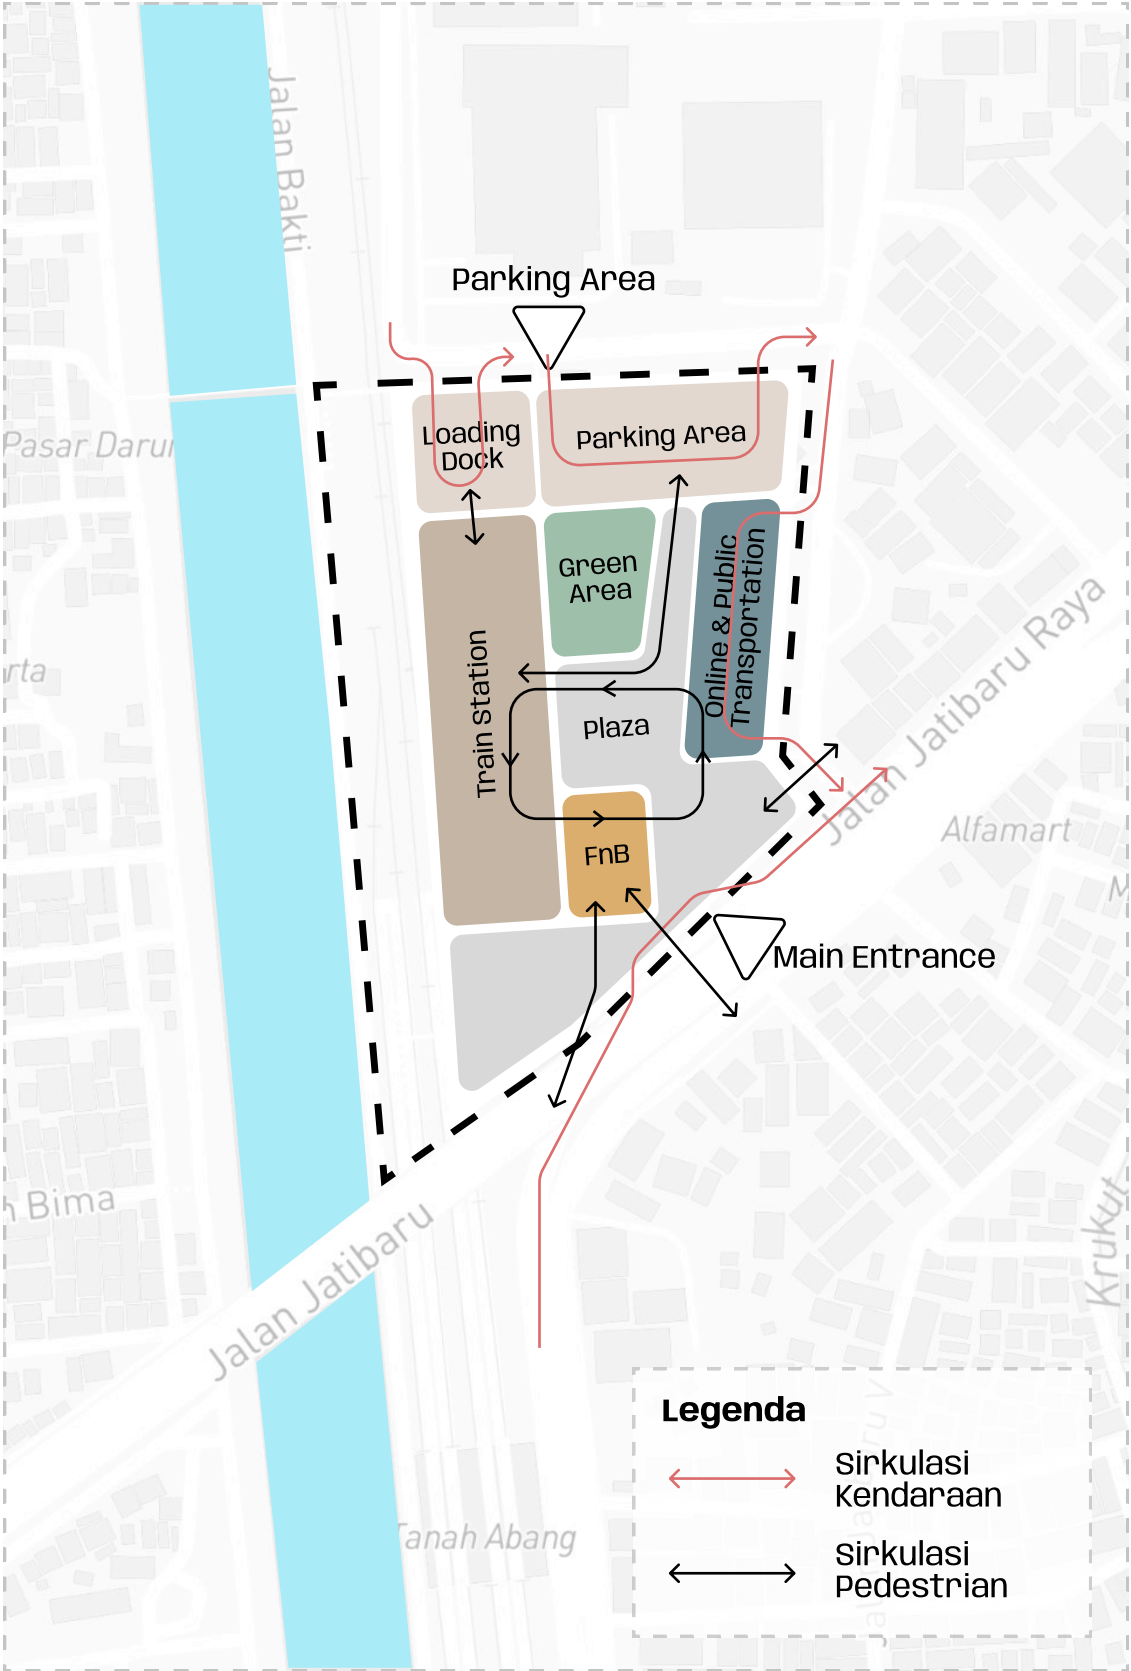 Jalan Bakti
Parking Area
Loading
Dock
Parking Area
Pasar Darur
Green
Area
Online & Public
Transportation
Jalan Jatibaru Raya
rta
Train Station
Plaza
Alfamart
M
FnB
Main Entrance
n Bima
Jalan Jatibaru
Krukut
Tanah Abang
Legenda
Sirkulasi
Kendaraan
Sirkulasi
Pedestrian